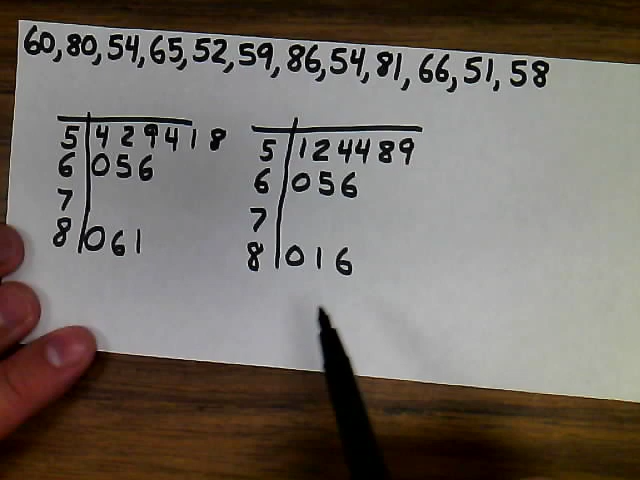 60, 80, 54, 65, 52, 59, 86, 54, 81, 66, 51, 58
5 | 4 2 9 4 1 8
6 | 0 5 6
7 |
8 | 0 6 1
5 | 1 2 4 4 8 9
6 | 0 5 6
7 |
8 | 0 1 6